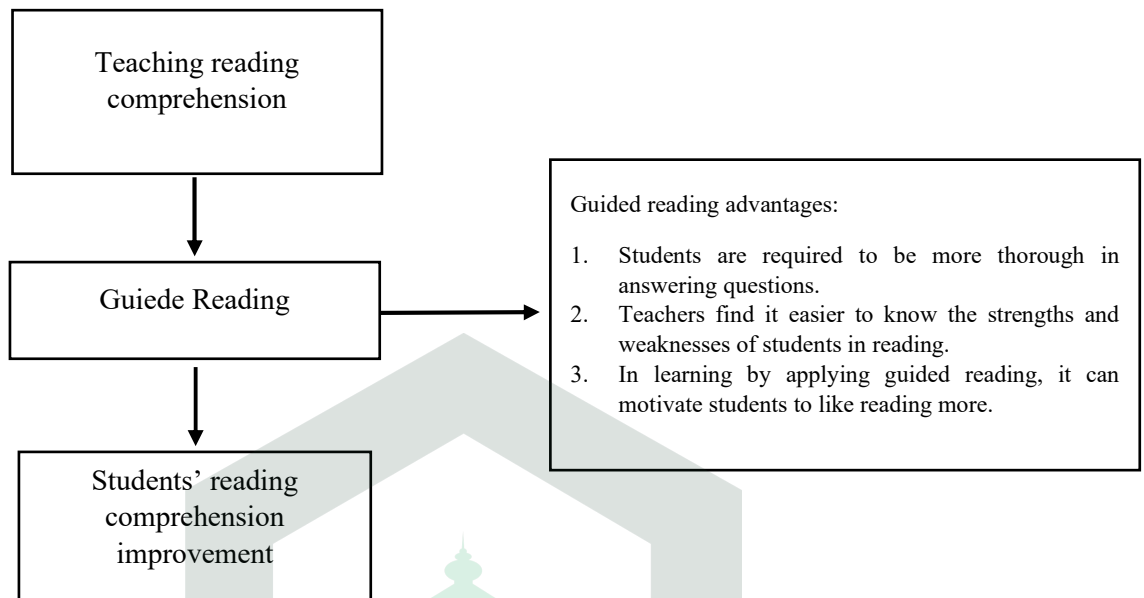 Teaching reading
comprehension
Guiede Reading
Guided reading advantages:
1. Students are required to be more thorough in
answering questions.
2. Teachers find it easier to know the strengths and
weaknesses of students in reading.
3. In learning by applying guided reading, it can
motivate students to like reading more.
Students’ reading
comprehension
improvement